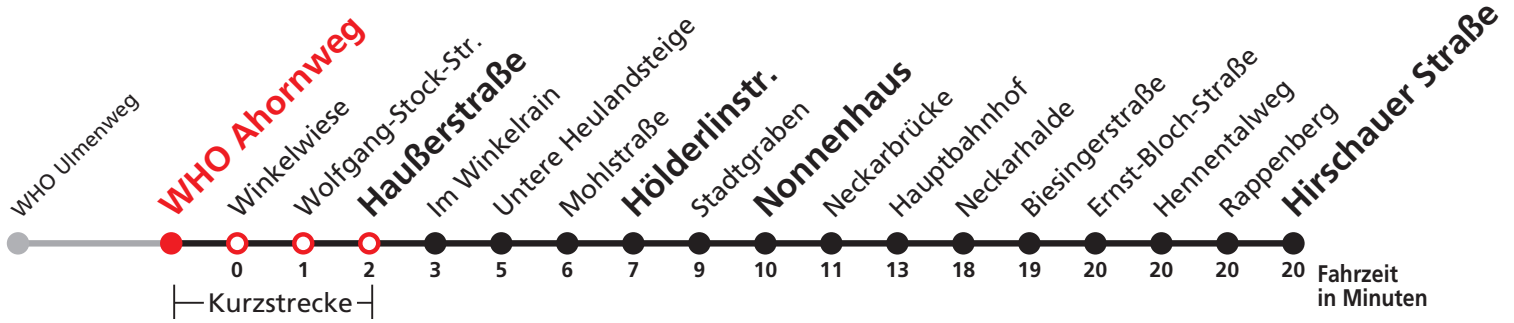 WHO Ulmenweg
WHO Ahornweg
Winkelwiese
Wolfgang-Stock-Str.
Haußerstraße
Im Winkelrain
Untere Heulandsteige
Mohlstraße
Hölderlinstr.
Stadtgraben
Nonnenhaus
Neckarbrücke
Hauptbahnhof
Neckarhalde
Biesingerstraße
Ernst-Bloch-Straße
Hennentalweg
Rappenberg
Hirschauer Straße
0 1 2 3 5 6 7 9 10 11 13 18 19 20 20 20 20
Fahrzeit
in Minuten
Kurzstrecke